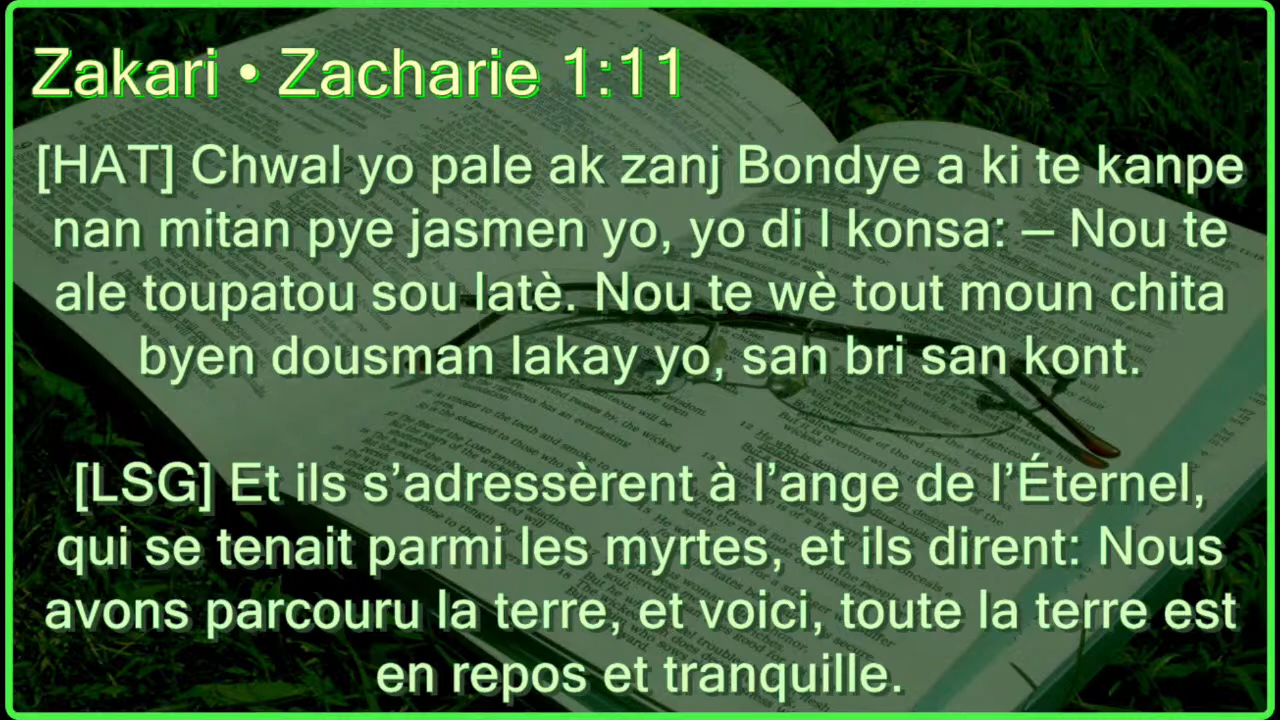 Zakari • Zacharie 1:11
[HAT] Chwal yo pale ak zanj Bondye a ki te kanpe
nan mitan pye jasmen yo, yo di l konsa: – Nou te
ale toupatou sou latè. Nou te wè tout moun chita
byen dousman lakay yo, san bri san kont.
[LSG] Et ils s’adressèrent à l’ange de l’Éternel,
qui se tenait parmi les myrtes, et ils dirent: Nous
avons parcouru la terre, et voici, toute la terre est
en repos et tranquille.